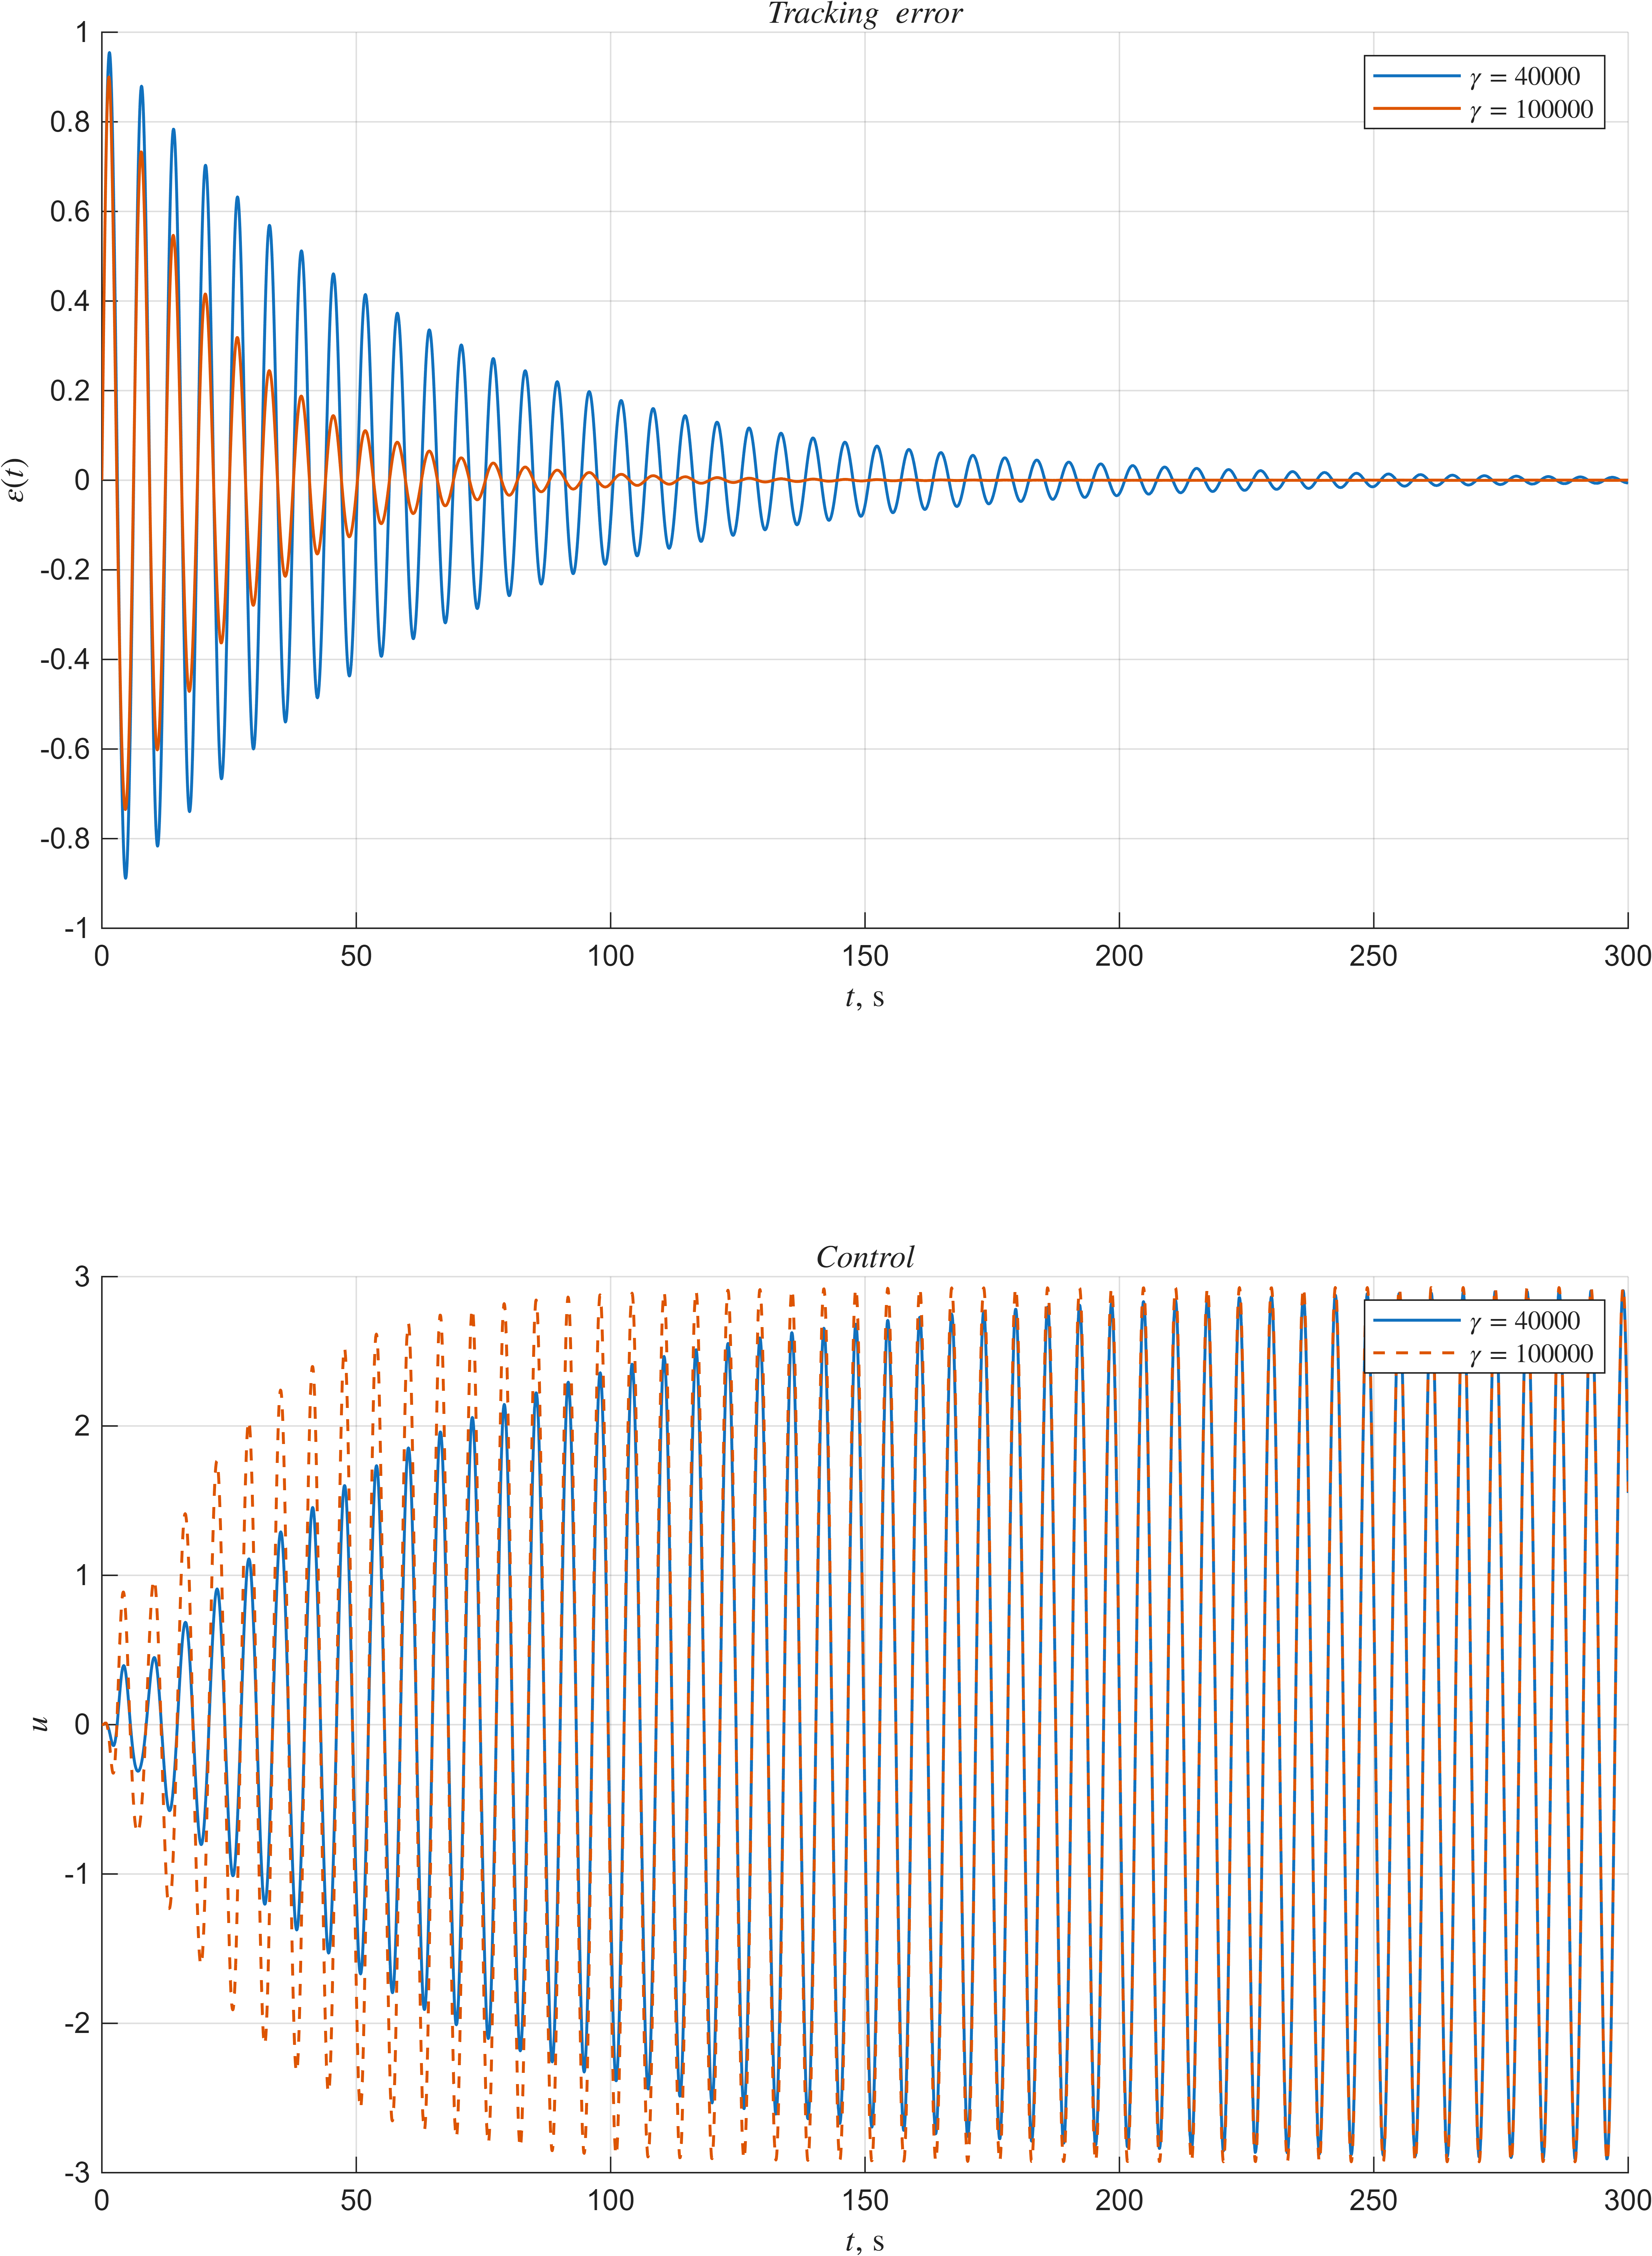 Tracking error
1
0.8
0.6
0.4
0.2
0
-0.2
-0.4
-0.6
-0.8
-1
ε(t)
γ = 40000
γ = 100000
0 50 100 150 200 250 300
t, s
Control
3
2
1
0
-1
-2
-3
u
γ = 40000
γ = 100000
0 50 100 150 200 250 300
t, s